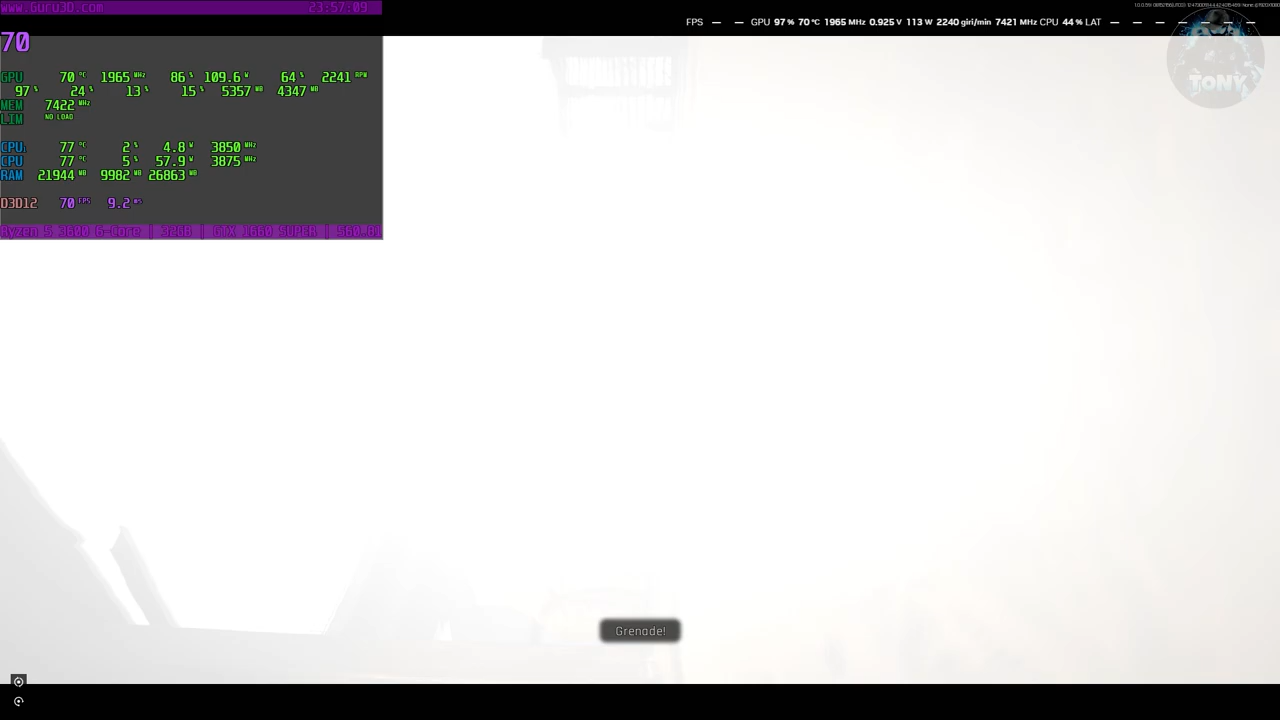 www.Guru3D.com 23:57:09
FPS — — GPU 97 % 70 °C 1965 MHz 0.925 V 113 W 2240 giri/min 7421 MHz CPU 44 % LAT — — — — — — —
70
TONY
GPU 70 °C 1965 MHz 86 % 109.6 W 64 % 2241 RPM
97 % 24 % 13 % 15 % 5357 MB 4347 MB
MEM 7422 MHz
LIM NO LOAD
CPU1 77 °C 2 % 4.8 W 3850 MHz
CPU 77 °C 5 % 57.9 W 3875 MHz
RAM 21944 MB 9982 MB 26863 MB
D3D12 70 FPS 9.2 ms
Ryzen 5 3600 6-Core | 32GB | GTX 1660 SUPER | 560.81
Grenade!